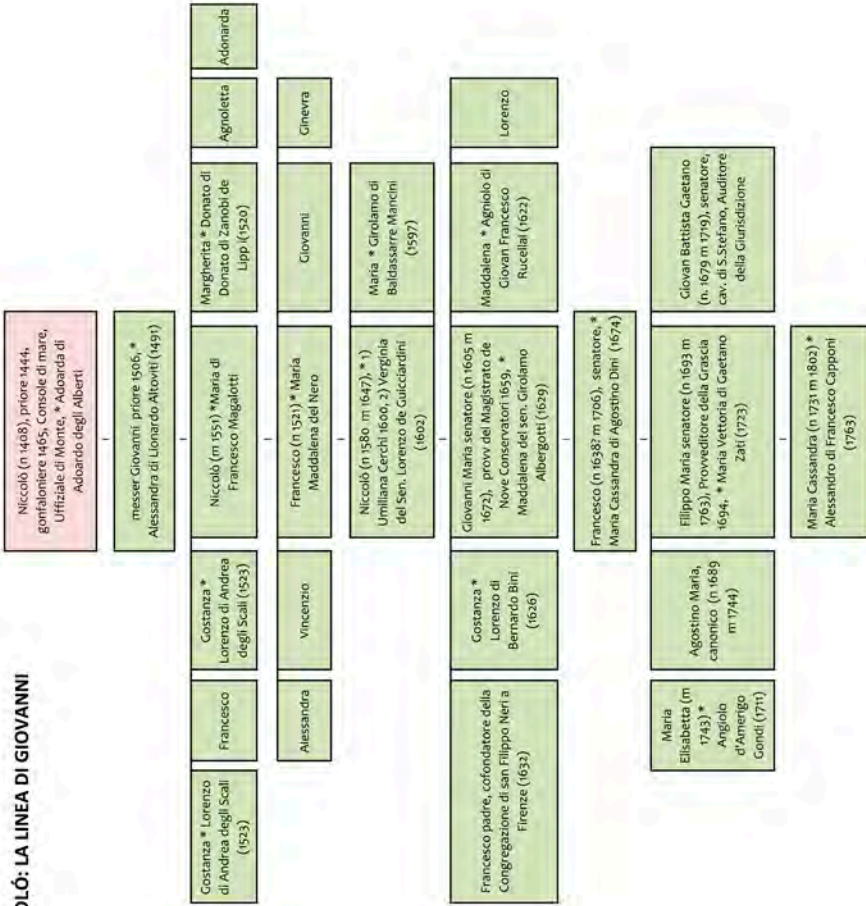 OLÓ: LA LINEA DI GIOVANNI
Niccolò (n 1408), priore 1444,
gonfaloniere 1465, Console di mare,
Uffiziale di Monte, * Adoarda di
Adoardo degli Alberti
messer Giovanni priore 1506, *
Alessandra di Lionardo Altoviti (1491)
Gostanza * Lorenzo
di Andrea degli Scali
(1523)
Francesco
Gostanza *
Lorenzo di Andrea
degli Scali (1523)
Niccolò (m 1551) *Maria di
Francesco Magalotti
Margherita * Donato di
Donato di Zanobi de
Lipp i(1520)
Agnoletta
Adonarda
Alessandra
Vincenzio
Francesco (n 1521) * Maria
Maddalena del Nero
Giovanni
Ginevra
Niccolò (n 1580 m 1647), * 1)
Umiliana Cerchi 1600, 2) Verginia
del Sen. Lorenzo de Guicciardini
(1602)
Maria * Girolamo di
Baldassarre Mancini
(1597)
Francesco padre, cofondatore della
Congregazione di san Filippo Neri a
Firenze (1632)
Gostanza *
Lorenzo di
Bernardo Bini
(1626)
Giovanni Maria senatore (n 1605 m
1672), provv del Magistrato de
Nove Conservatori 1659, *
Maddalena del sen. Girolamo
Albergotti (1629)
Maddalena * Agniolo di
Giovan Francesco
Rucellai (1622)
Lorenzo
Francesco (n 1638? m 1706), senatore, *
Maria Cassandra di Agostino Dini (1674)
Maria
Elisabetta (m
1743) *
Angiolo
d'Amerigo
Gondi (1711)
Agostino Maria,
canonico (n 1689
m 1744)
Filippo Maria senatore (n 1693 m
1763), Provveditore della Grascia
1694, * Maria Vettoria di Gaetano
Zati (1723)
Giovan Battista Gaetano
(n. 1679 m 1719), senatore,
cav. di S.Stefano, Auditore
della Giurisdizione
Maria Cassandra (n 1731 m 1802) *
Alessandro di Francesco Capponi
(1763)